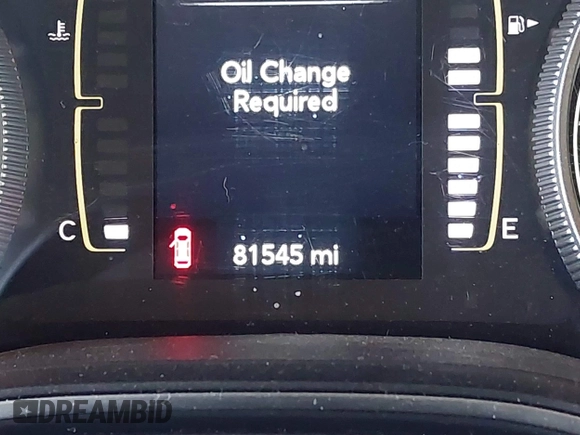 Oil Change
Required
C
E
81545 mi
DREAMBID